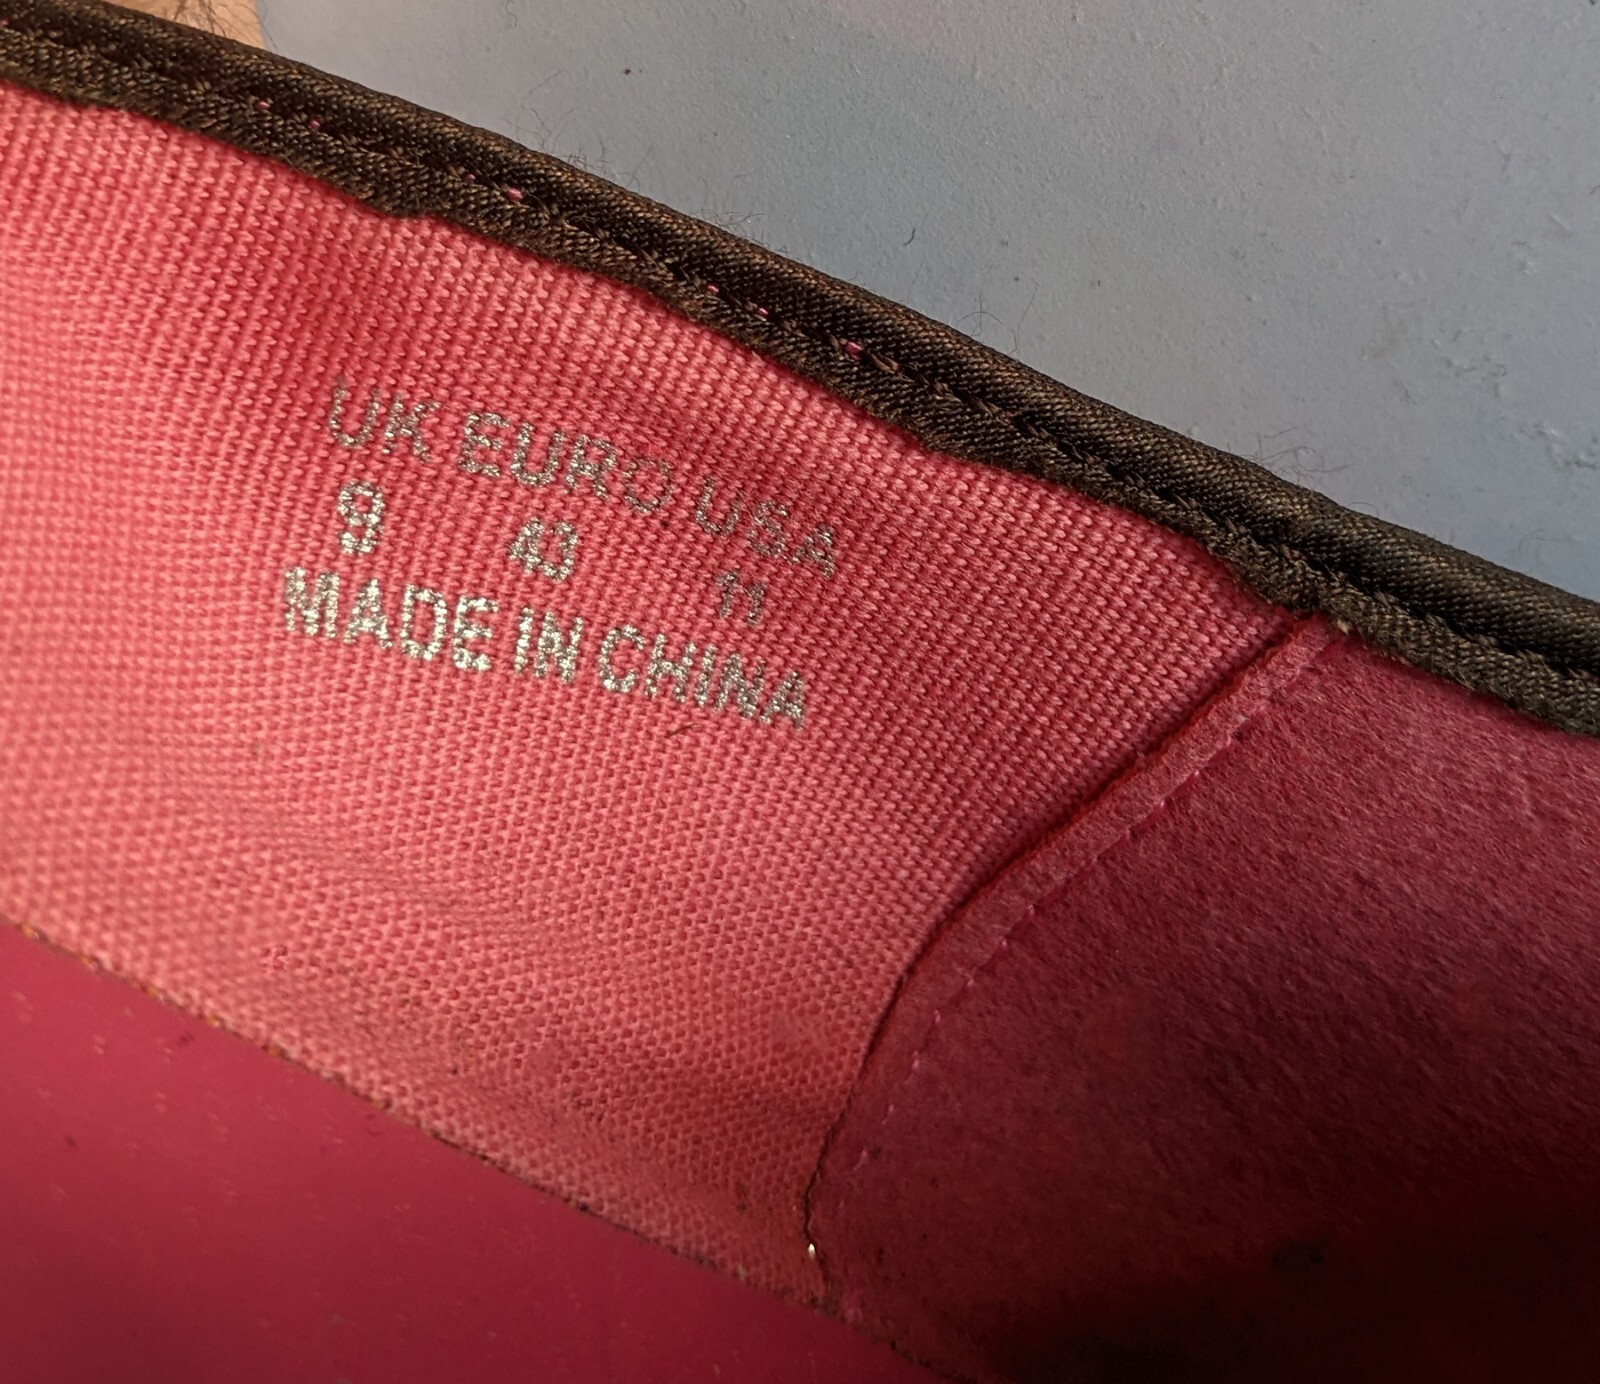 UK EURO USA
9 43 11
MADE IN CHINA